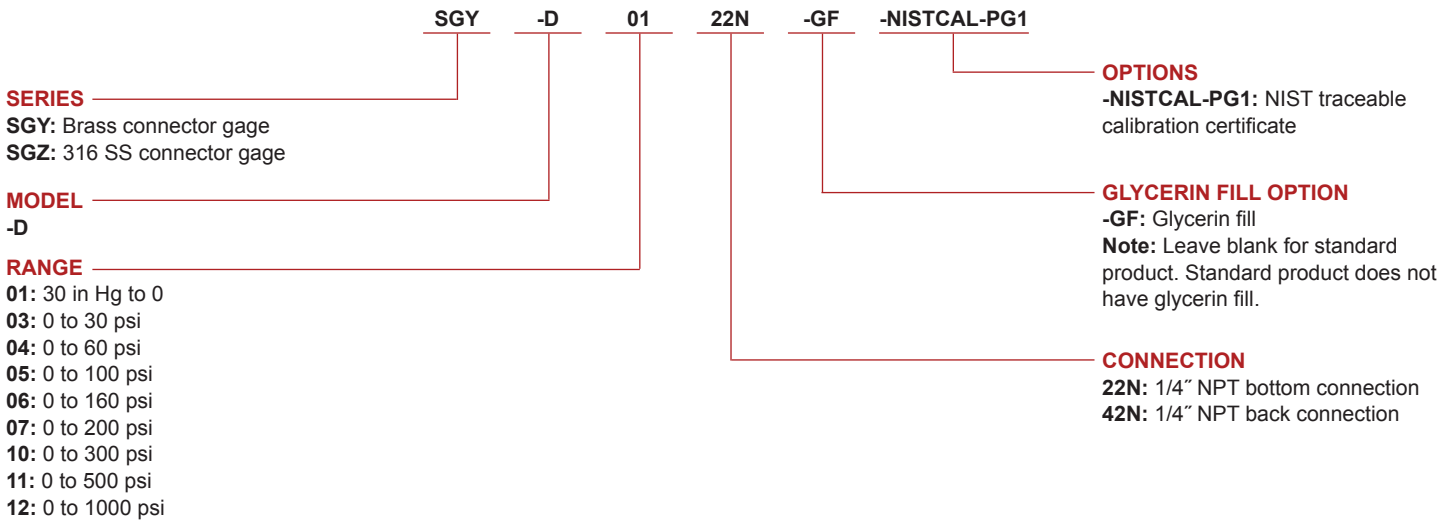 SGY -D 01 22N -GF -NISTCAL-PG1
SERIES
SGY: Brass connector gage
SGZ: 316 SS connector gage
MODEL
-D
RANGE
01: 30 in Hg to 0
03: 0 to 30 psi
04: 0 to 60 psi
05: 0 to 100 psi
06: 0 to 160 psi
07: 0 to 200 psi
10: 0 to 300 psi
11: 0 to 500 psi
12: 0 to 1000 psi
OPTIONS
-NISTCAL-PG1: NIST traceable
calibration certificate
GLYCERIN FILL OPTION
-GF: Glycerin fill
Note: Leave blank for standard
product. Standard product does not
have glycerin fill.
CONNECTION
22N: 1/4˝ NPT bottom connection
42N: 1/4˝ NPT back connection